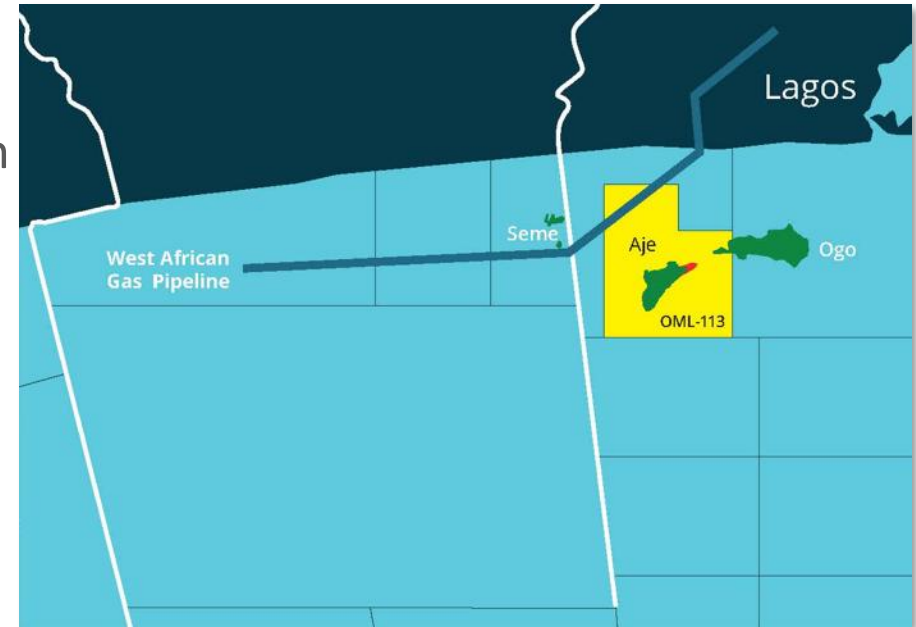 Lagos
n
Seme
Aje
Ogo
West African
Gas Pipeline
OML-113